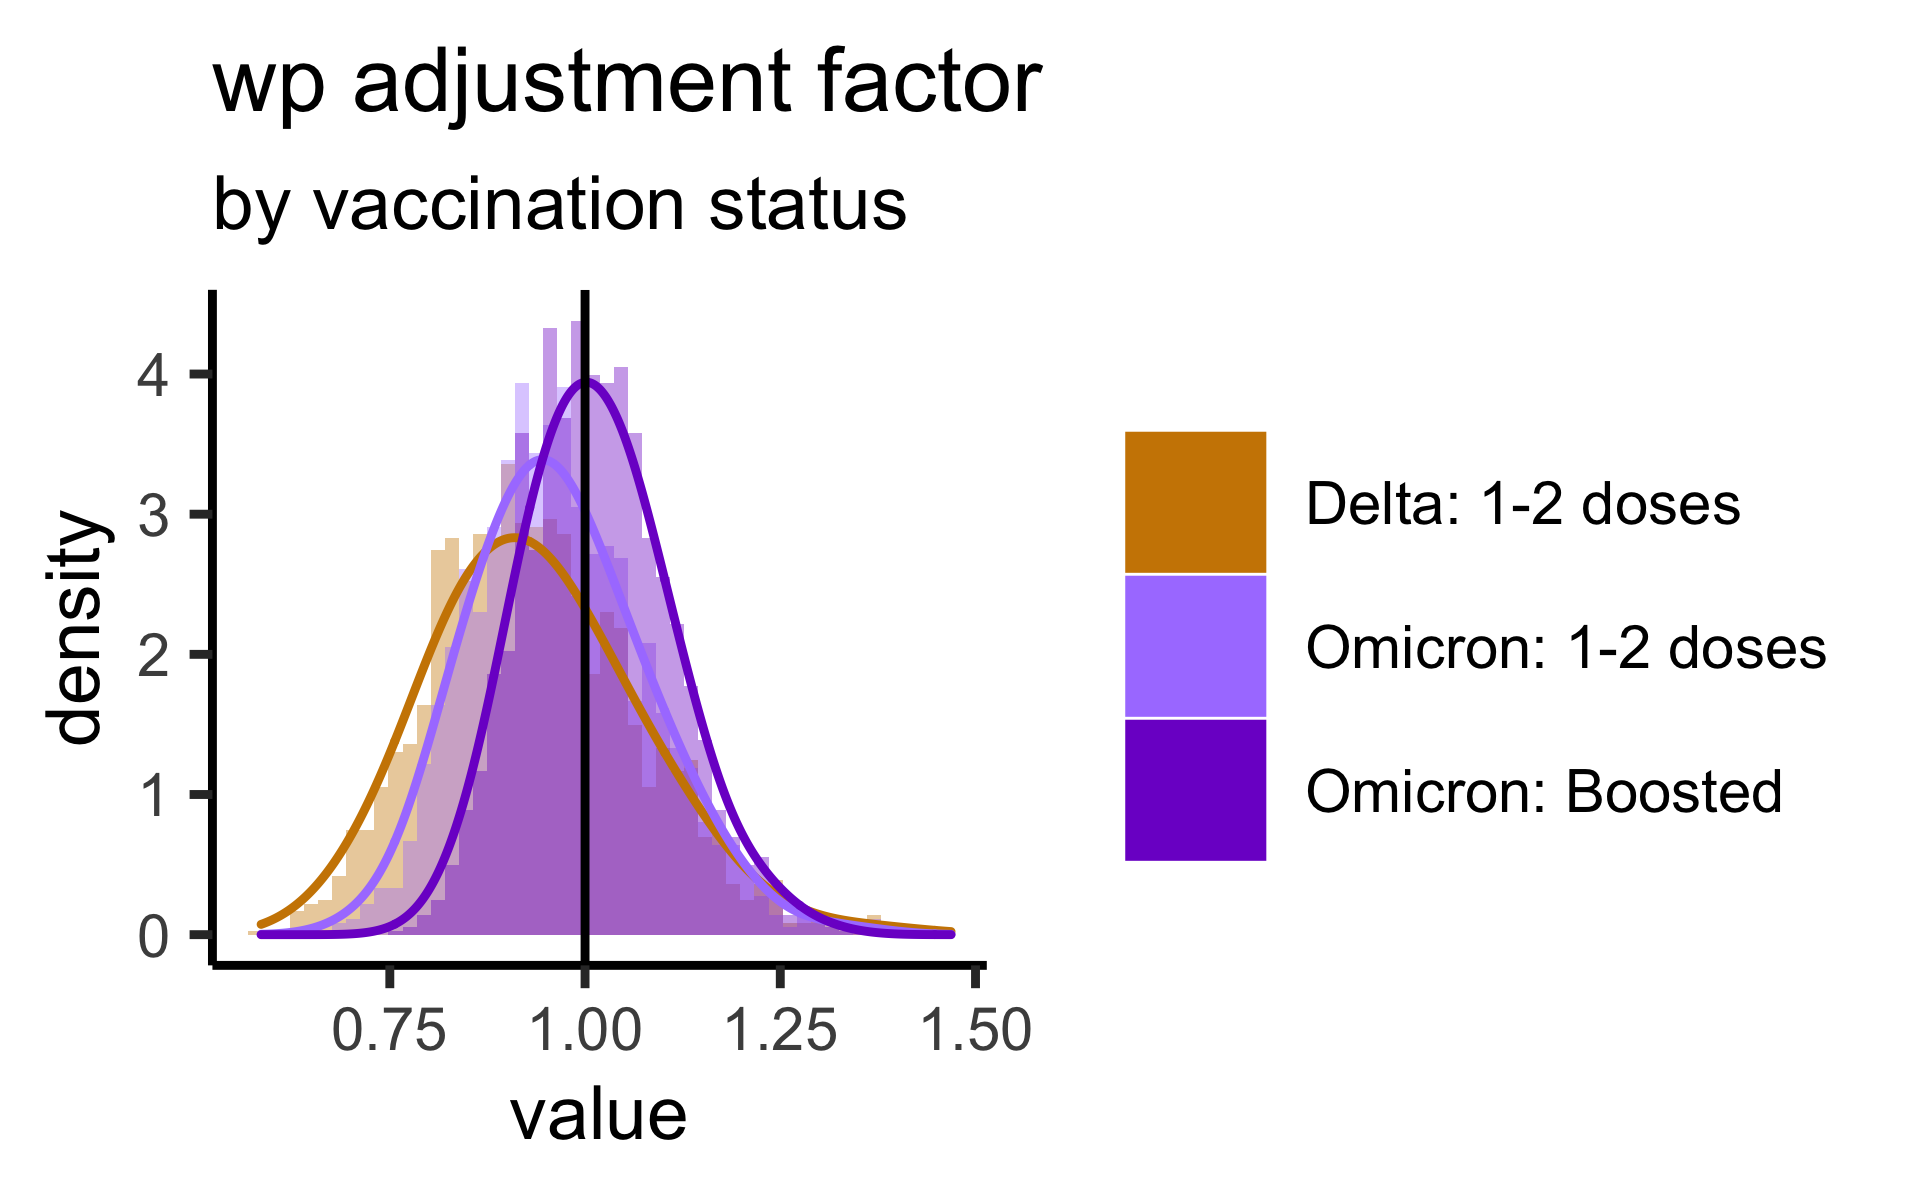 wp adjustment factor
by vaccination status
density
4
3
2
1
0
0.75 1.00 1.25 1.50
value
Delta: 1-2 doses
Omicron: 1-2 doses
Omicron: Boosted